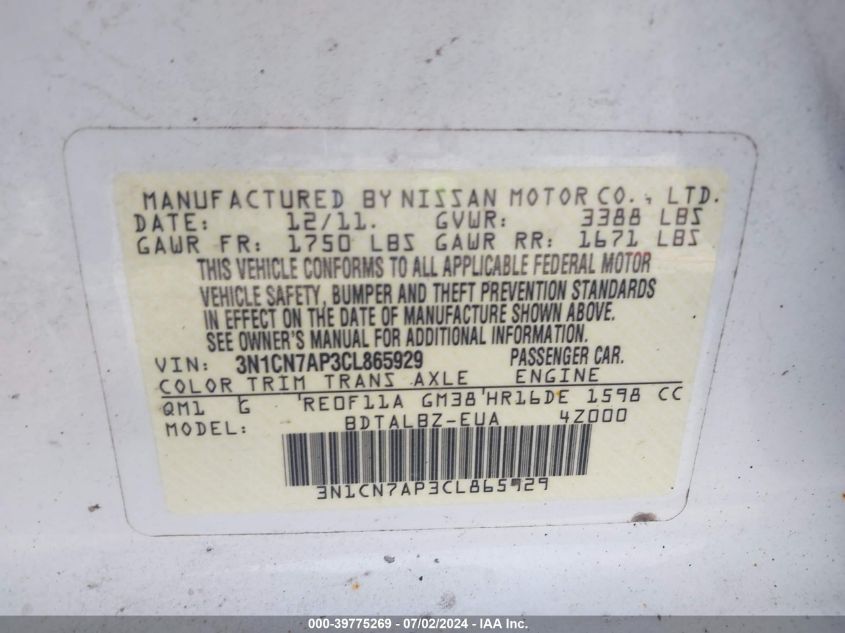 MANUFACTURED BY NISSAN MOTOR CO., LTD.
DATE: 12/11. GVWR: 3388 LBS
GAWR FR: 1750 LBS GAWR RR: 1671 LBS
THIS VEHICLE CONFORMS TO ALL APPLICABLE FEDERAL MOTOR
VEHICLE SAFETY, BUMPER AND THEFT PREVENTION STANDARDS
IN EFFECT ON THE DATE OF MANUFACTURE SHOWN ABOVE.
SEE OWNER'S MANUAL FOR ADDITIONAL INFORMATION.
VIN: 3N1CN7AP3CL865929 PASSENGER CAR.
COLOR TRIM TRANS AXLE ENGINE
QM1 G RE0F11A GM38 HR16DE 1598 CC
MODEL: BDTALBZ-EUA 4Z000
3N1CN7AP3CL865929
000-39775269 - 07/02/2024 - IAA Inc.